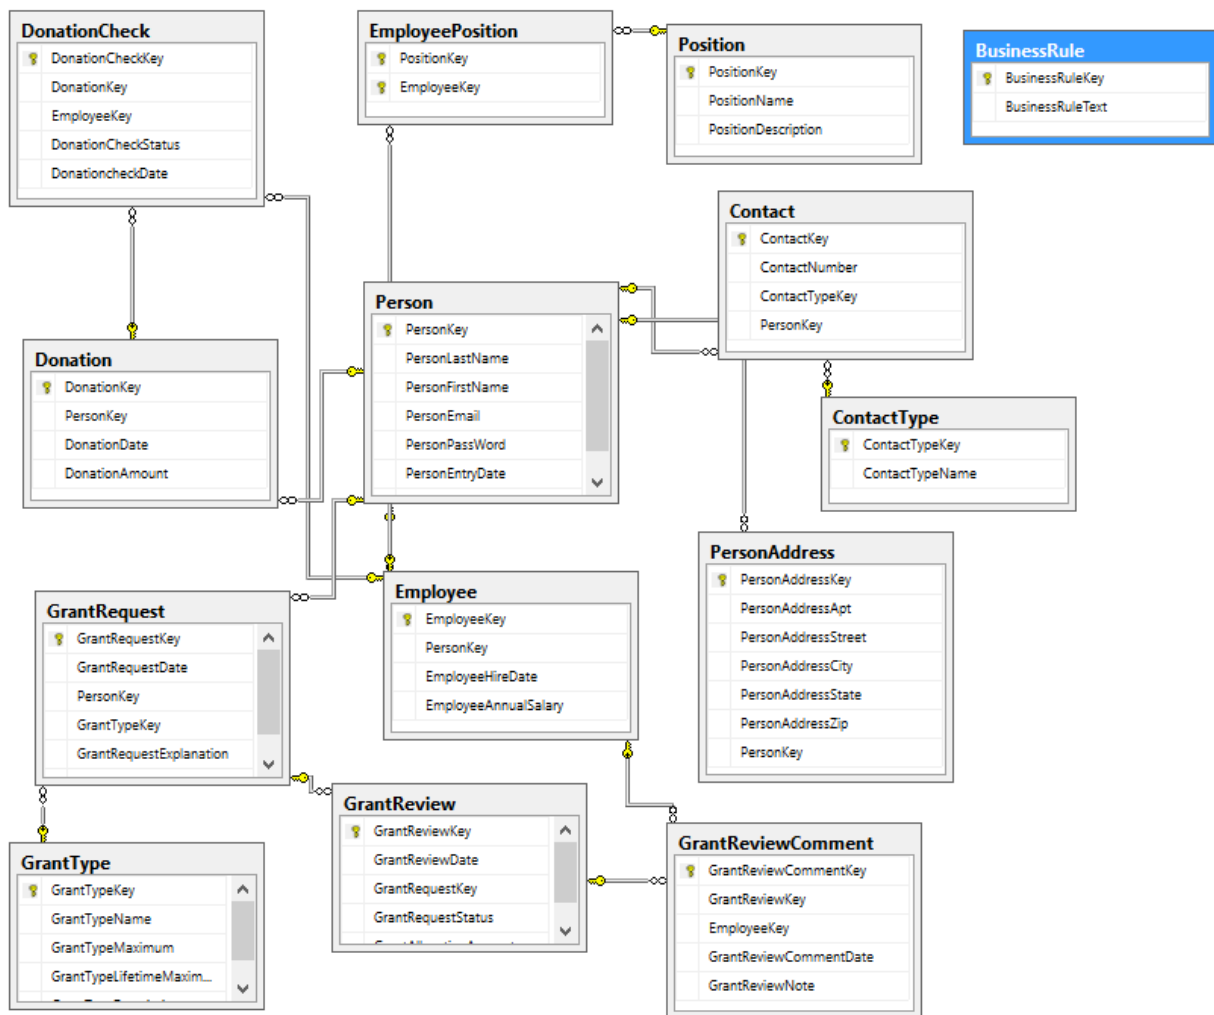 DonationCheck
DonationCheckKey
DonationKey
EmployeeKey
DonationCheckStatus
DonationcheckDate
EmployeePosition
PositionKey
EmployeeKey
Position
PositionKey
PositionName
PositionDescription
BusinessRule
BusinessRuleKey
BusinessRuleText
Contact
ContactKey
ContactNumber
ContactTypeKey
PersonKey
Person
PersonKey
PersonLastName
PersonFirstName
PersonEmail
PersonPassWord
PersonEntryDate
Donation
DonationKey
PersonKey
DonationDate
DonationAmount
ContactType
ContactTypeKey
ContactTypeName
PersonAddress
PersonAddressKey
PersonAddressApt
PersonAddressStreet
PersonAddressCity
PersonAddressState
PersonAddressZip
PersonKey
Employee
EmployeeKey
PersonKey
EmployeeHireDate
EmployeeAnnualSalary
GrantRequest
GrantRequestKey
GrantRequestDate
PersonKey
GrantTypeKey
GrantRequestExplanation
GrantReview
GrantReviewKey
GrantReviewDate
GrantRequestKey
GrantRequestStatus
GrantReviewComment
GrantReviewCommentKey
GrantReviewKey
EmployeeKey
GrantReviewCommentDate
GrantReviewNote
GrantType
GrantTypeKey
GrantTypeName
GrantTypeMaximum
GrantTypeLifetimeMaxim...